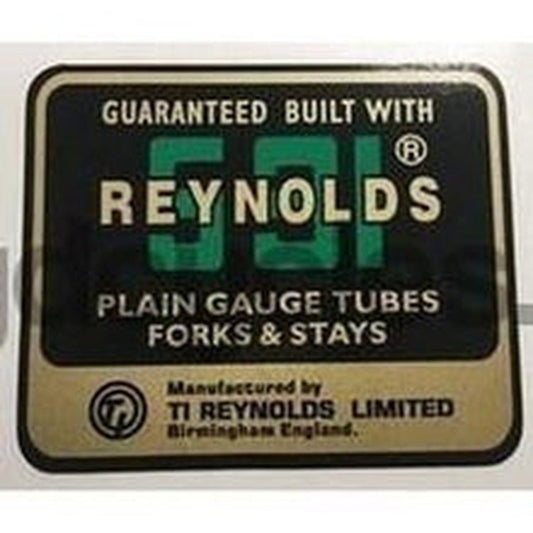 GUARANTEED BUILT WITH
531 ®
REYNOLDS
PLAIN GAUGE TUBES
FORKS & STAYS
TI
Manufactured by
TI REYNOLDS LIMITED
Birmingham England.